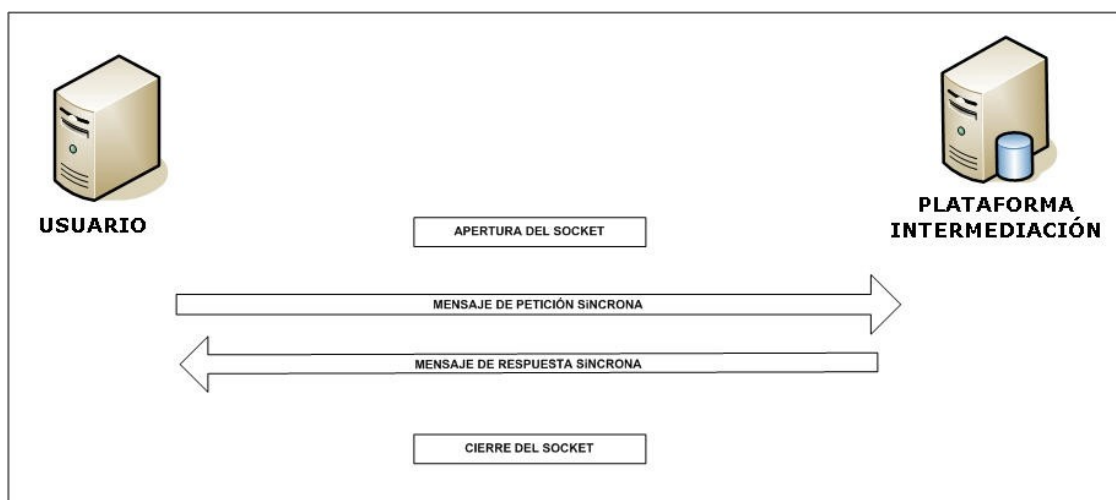 USUARIO
PLATAFORMA
INTERMEDIACIÓN
APERTURA DEL SOCKET
MENSAJE DE PETICIÓN SíNCRONA
MENSAJE DE RESPUESTA SíNCRONA
CIERRE DEL SOCKET